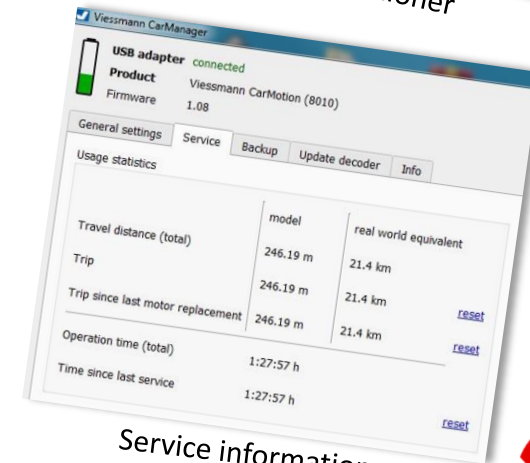 Viessmann CarManager
USB adapter connected
Product Viessmann CarMotion (8010)
Firmware 1.08
General settings Service Backup Update decoder Info
Usage statistics
model real world equivalent
Travel distance (total) 246.19 m 21.4 km
Trip 246.19 m 21.4 km reset
Trip since last motor replacement 246.19 m 21.4 km reset
Operation time (total) 1:27:57 h
Time since last service 1:27:57 h reset
Service information